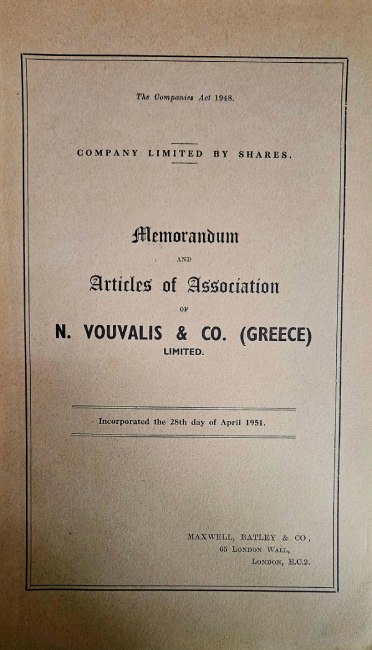 The Companies Act 1948.
COMPANY LIMITED BY SHARES.
Memorandum
AND
Articles of Association
OF
N. VOUVALIS & CO. (GREECE)
LIMITED.
Incorporated the 28th day of April 1951.
MAXWELL, BATLEY & CO,
65 LONDON WALL,
LONDON, E.C.2.